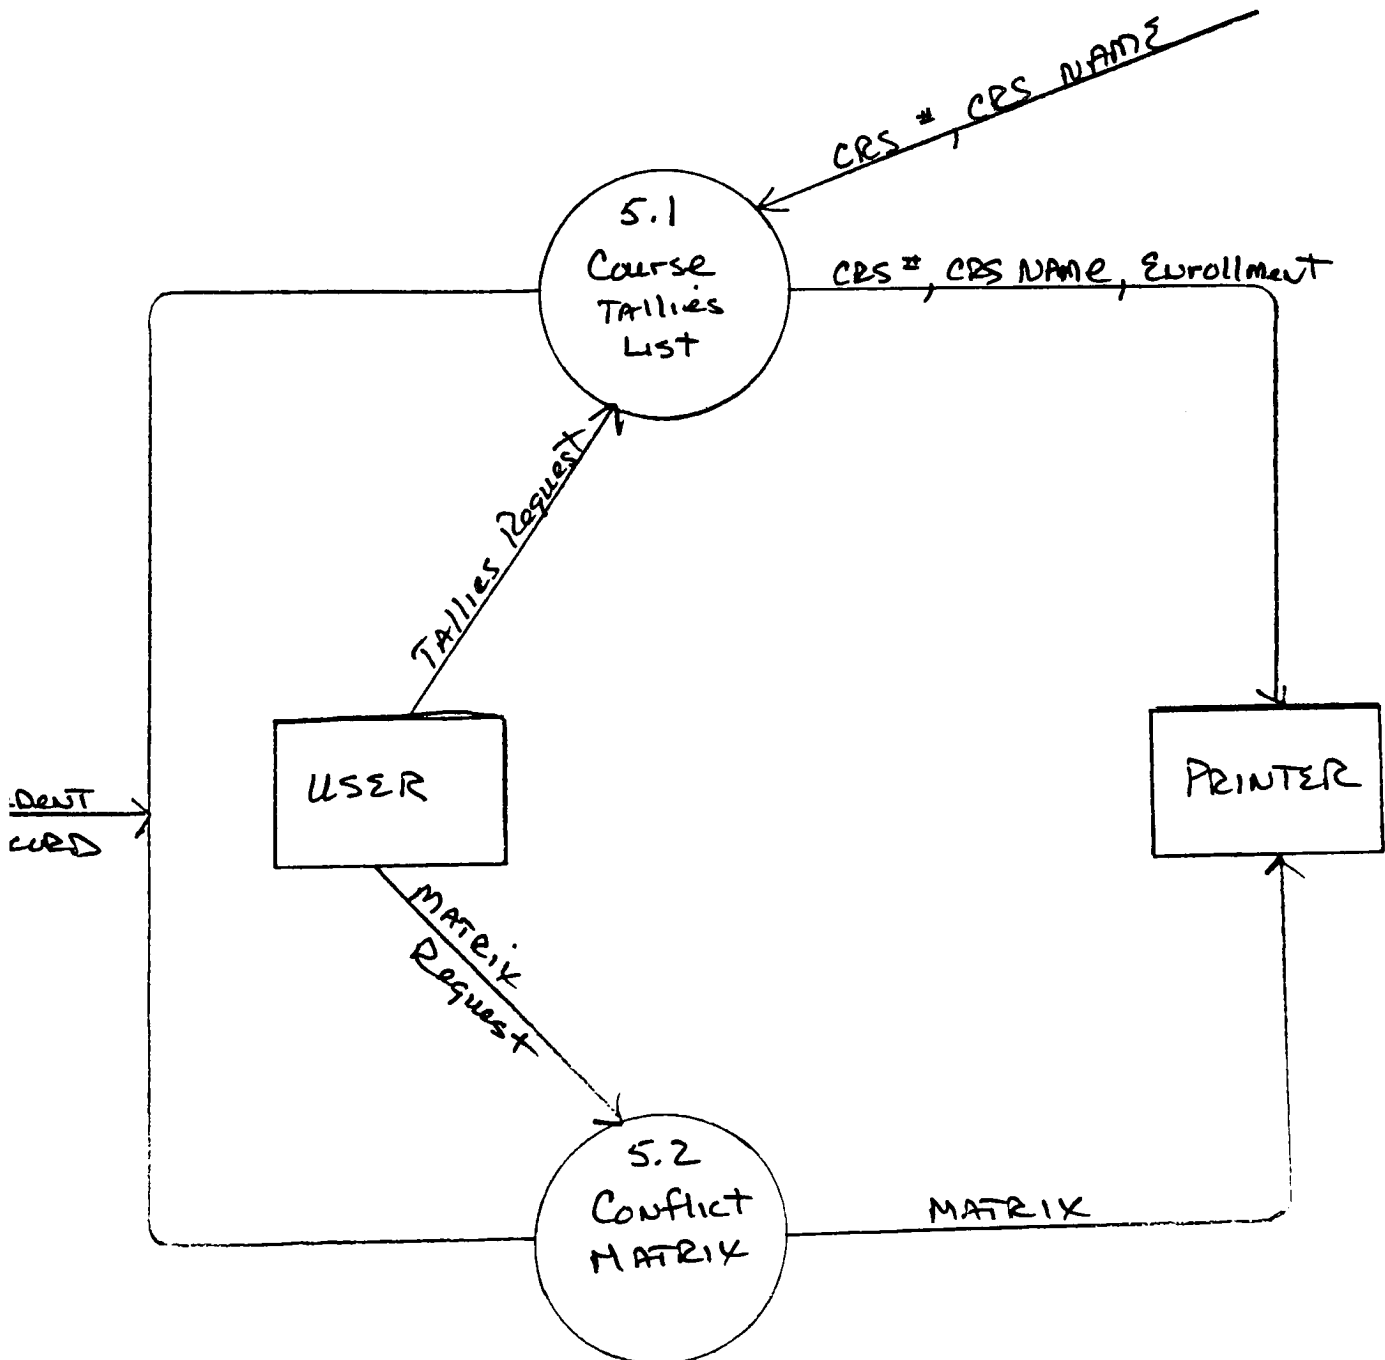 CRS #, CRS NAME
5.1
Course
TALLies
List
CRS #, CRS NAME, Enrollment
TALLies Request
USER
PRINTER
DENT
MATRIX
Request
5.2
Conflict
MATRIX
MATRIX